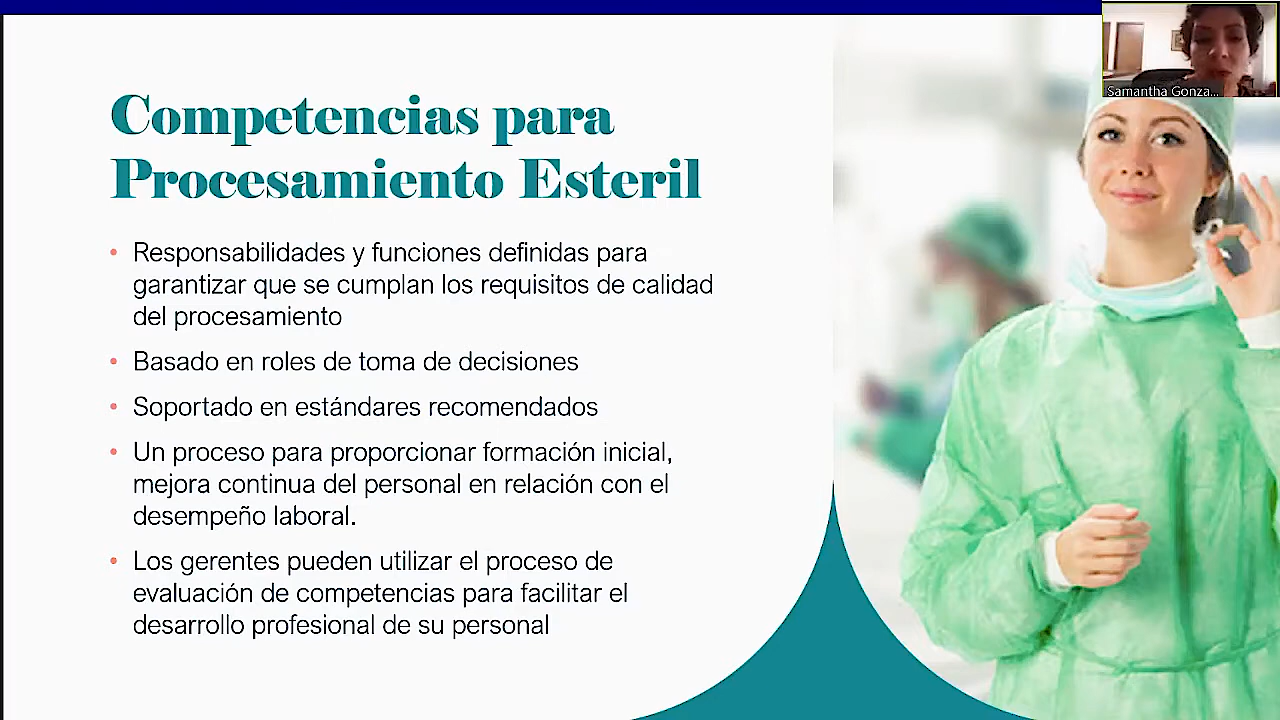 Competencias para
Procesamiento Esteril
• Responsabilidades y funciones definidas para
garantizar que se cumplan los requisitos de calidad
del procesamiento
• Basado en roles de toma de decisiones
• Soportado en estándares recomendados
• Un proceso para proporcionar formación inicial,
mejora continua del personal en relación con el
desempeño laboral.
• Los gerentes pueden utilizar el proceso de
evaluación de competencias para facilitar el
desarrollo profesional de su personal
Samantha Gonza...